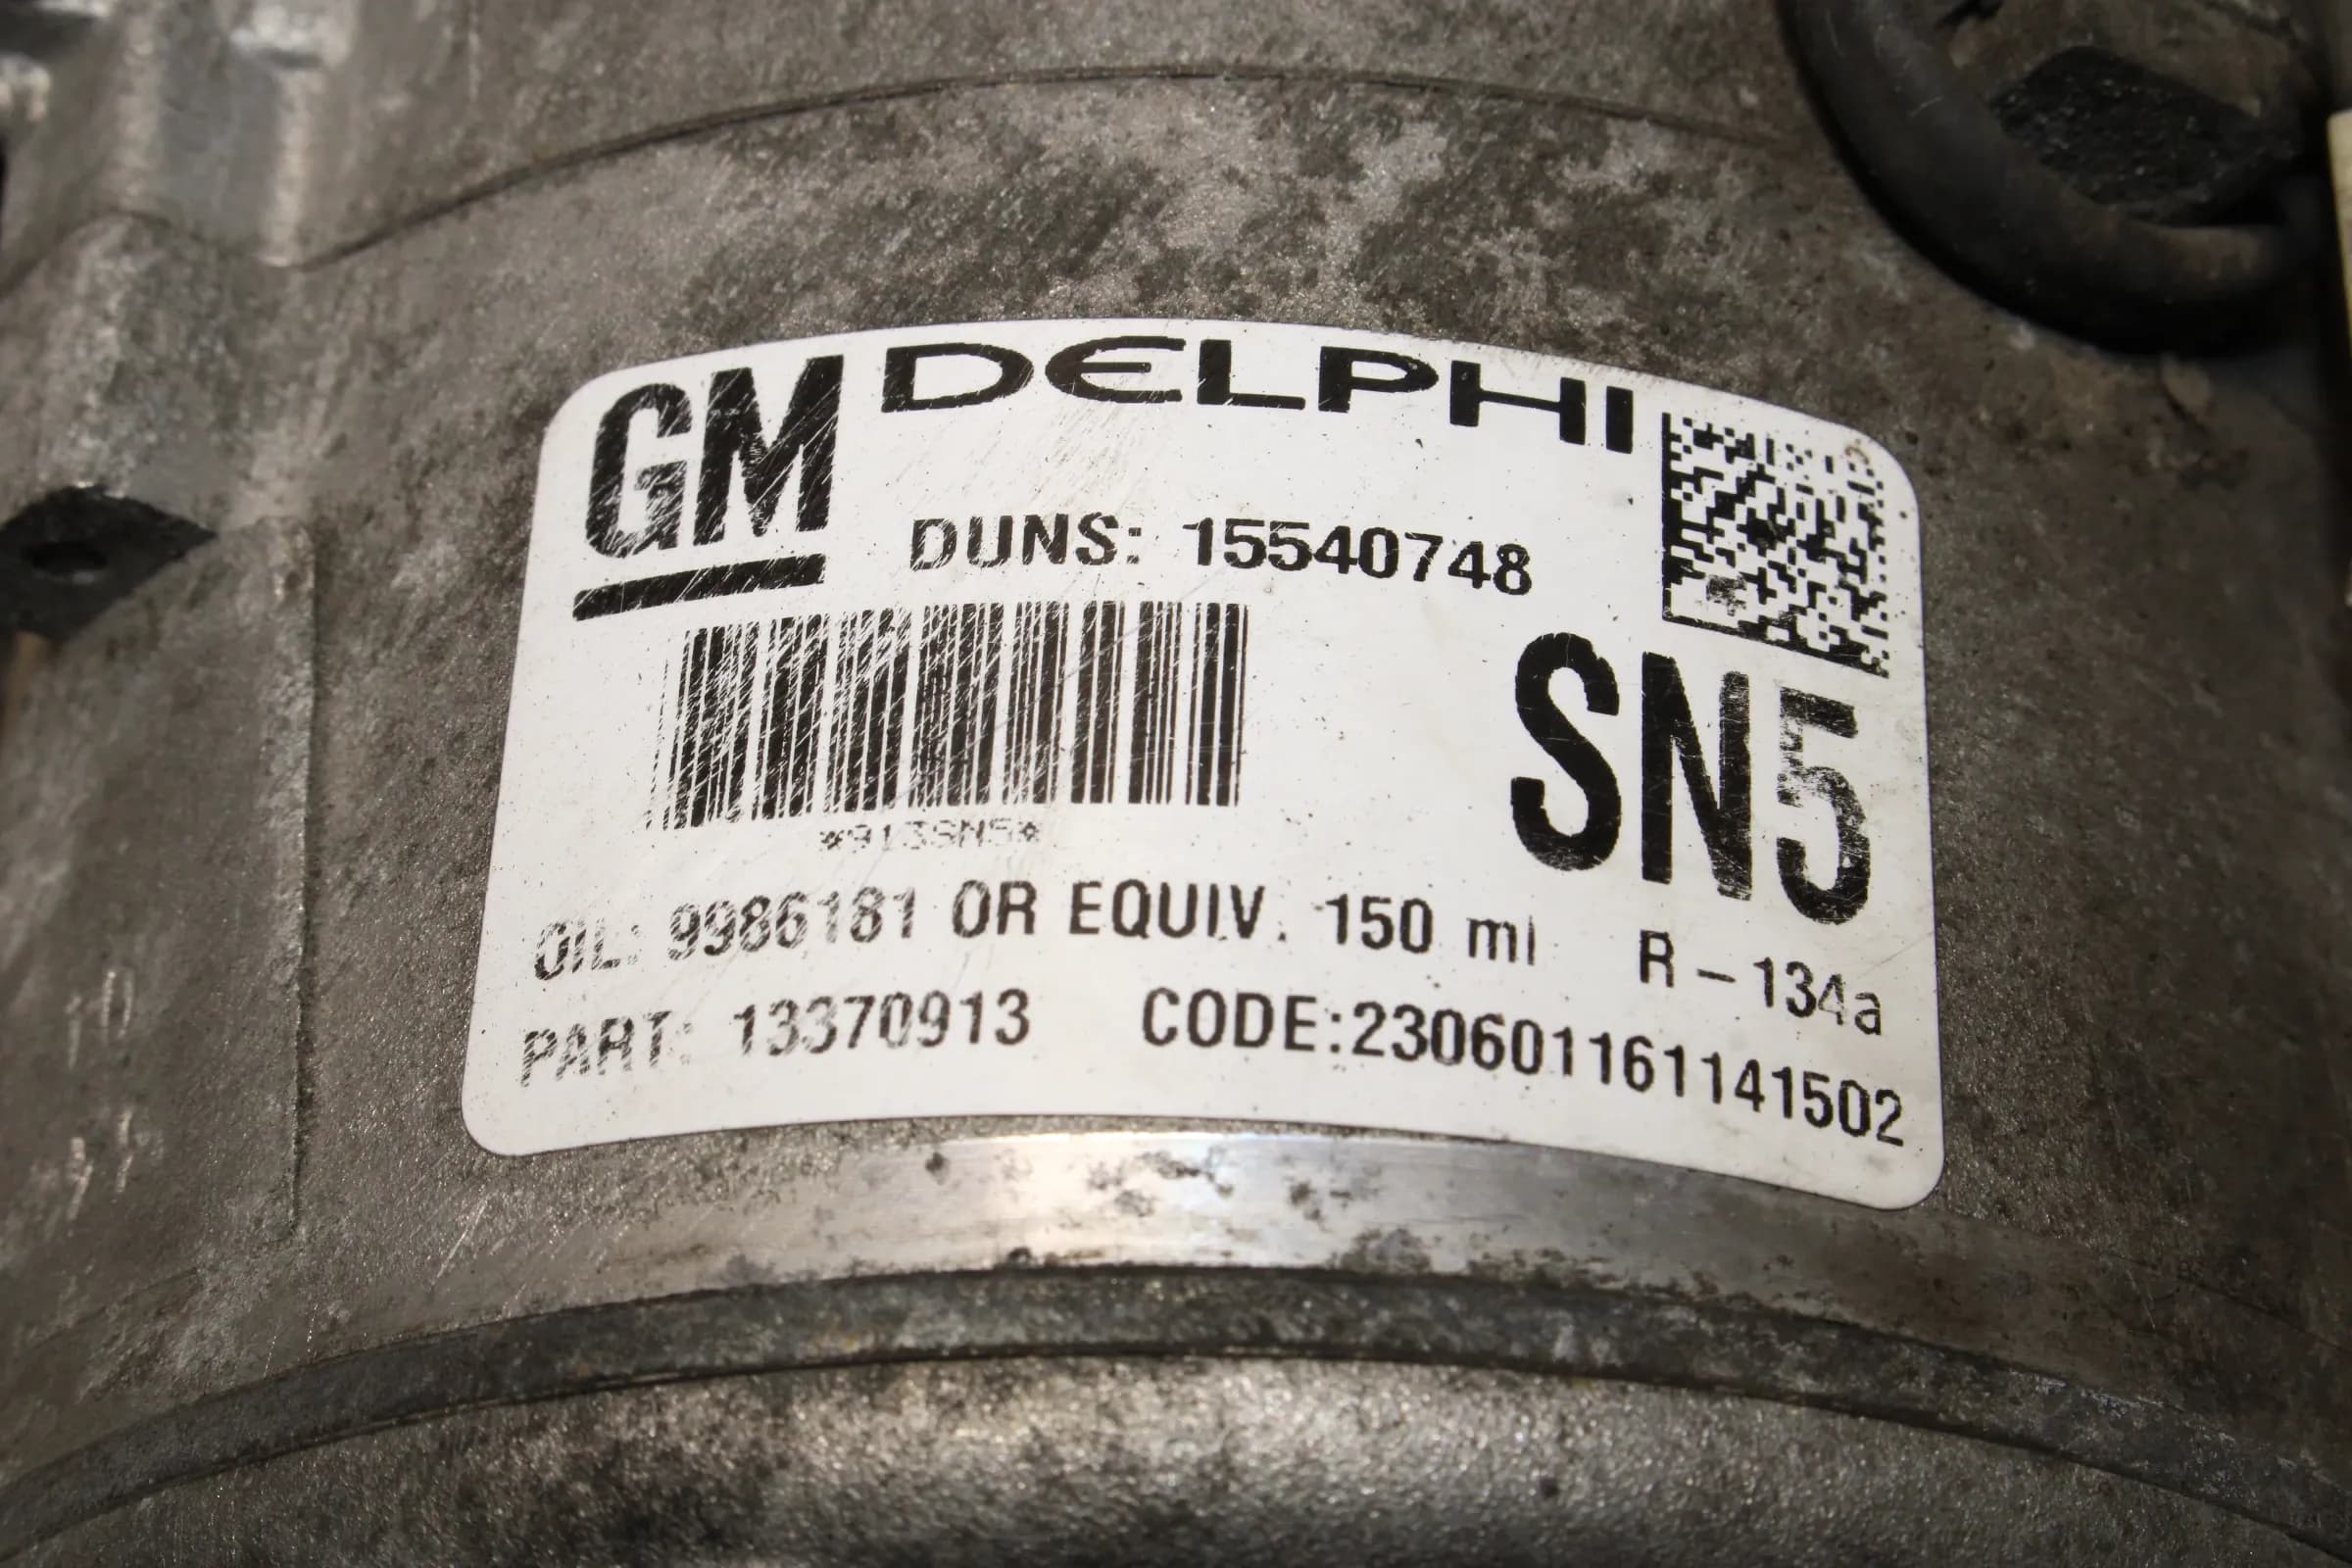 GM DELPHI
DUNS: 15540748
SN5
*913SN5*
OIL: 9986181 OR EQUIV. 150 ml R-134a
PART: 13370913 CODE:230601161141502